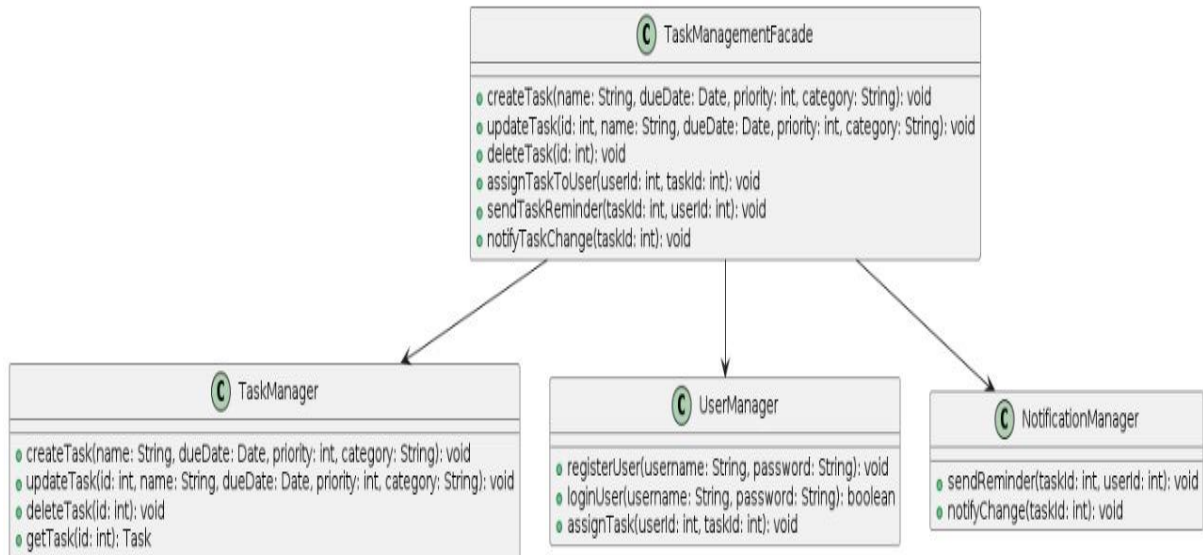 C TaskManagementFacade
createTask(name: String, dueDate: Date, priority: int, category: String): void
updateTask(id: int, name: String, dueDate: Date, priority: int, category: String): void
deleteTask(id: int): void
assignTaskToUser(userId: int, taskId: int): void
sendTaskReminder(taskId: int, userId: int): void
notifyTaskChange(taskId: int): void
C TaskManager
createTask(name: String, dueDate: Date, priority: int, category: String): void
updateTask(id: int, name: String, dueDate: Date, priority: int, category: String): void
deleteTask(id: int): void
getTask(id: int): Task
C UserManager
registerUser(username: String, password: String): void
loginUser(username: String, password: String): boolean
assignTask(userId: int, taskId: int): void
C NotificationManager
sendReminder(taskId: int, userId: int): void
notifyChange(taskId: int): void